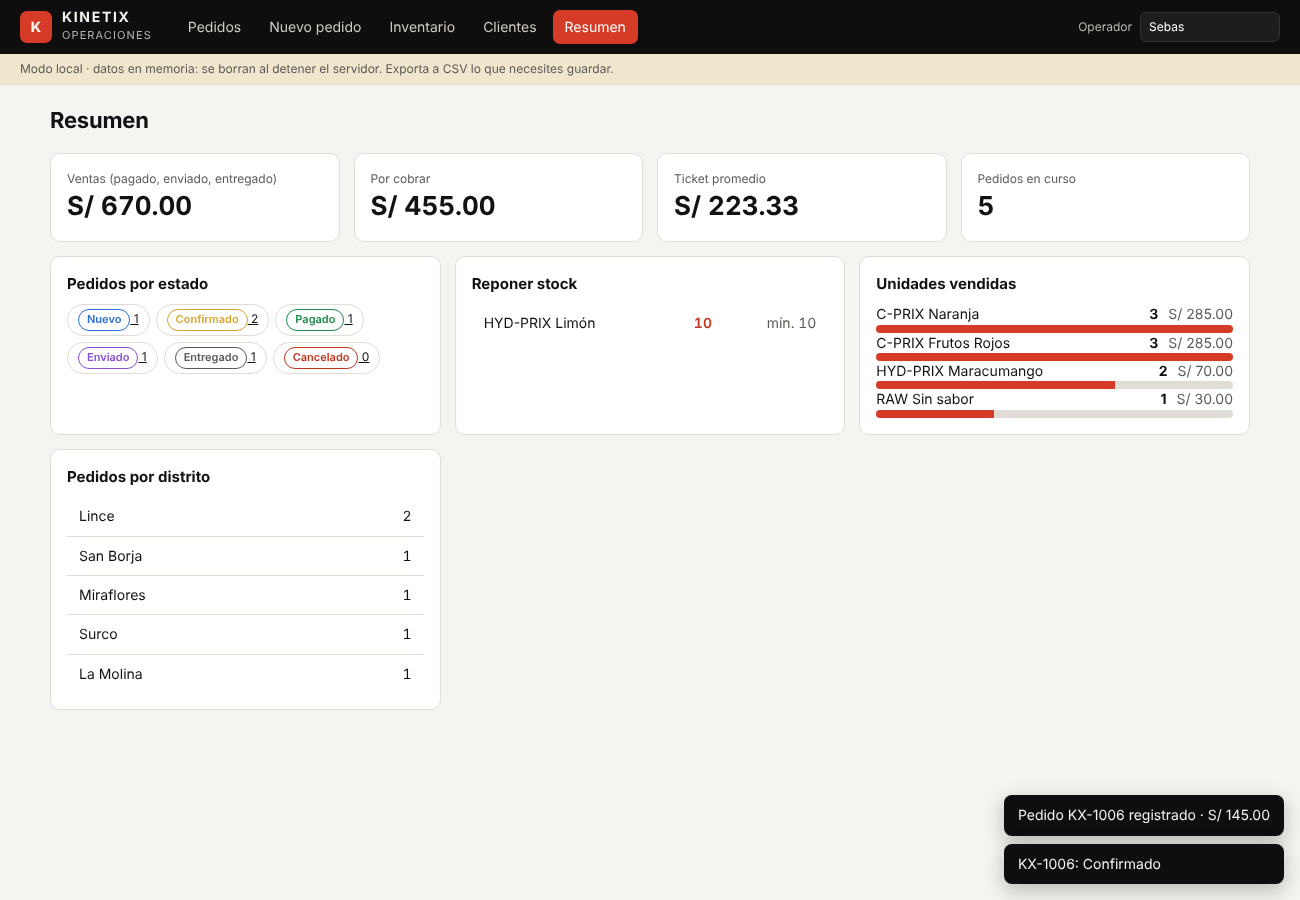 K
KINETIX
OPERACIONES
Pedidos
Nuevo pedido
Inventario
Clientes
Resumen
Operador
Sebas
Modo local · datos en memoria: se borran al detener el servidor. Exporta a CSV lo que necesites guardar.
Resumen
Ventas (pagado, enviado, entregado)
S/ 670.00
Por cobrar
S/ 455.00
Ticket promedio
S/ 223.33
Pedidos en curso
5
Pedidos por estado
Nuevo 1
Confirmado 2
Pagado 1
Enviado 1
Entregado 1
Cancelado 0
Reponer stock
HYD-PRIX Limón 10 mín. 10
Unidades vendidas
C-PRIX Naranja 3 S/ 285.00
C-PRIX Frutos Rojos 3 S/ 285.00
HYD-PRIX Maracumango 2 S/ 70.00
RAW Sin sabor 1 S/ 30.00
Pedidos por distrito
Lince 2
San Borja 1
Miraflores 1
Surco 1
La Molina 1
Pedido KX-1006 registrado · S/ 145.00
KX-1006: Confirmado